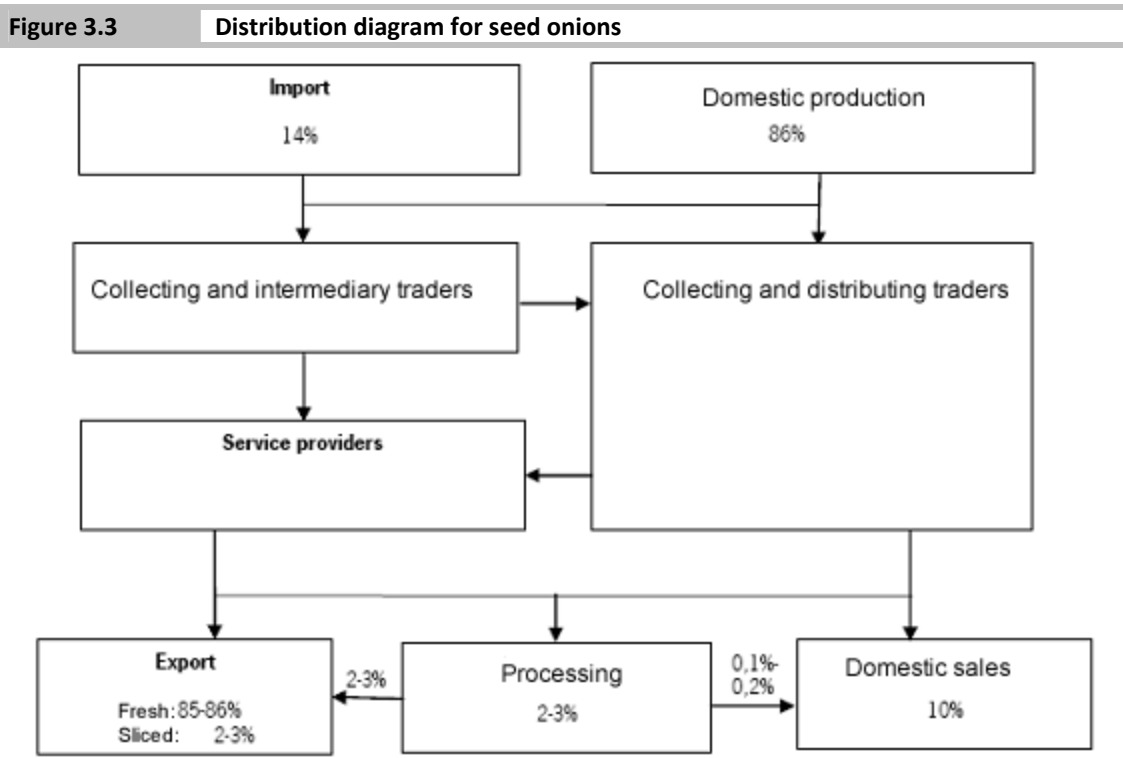 Figure 3.3 Distribution diagram for seed onions
Import
14%
Domestic production
86%
Collecting and intermediary traders
Collecting and distributing traders
Service providers
Export
Fresh: 85-86%
Sliced: 2-3%
2-3%
Processing
2-3%
0,1%-
0,2%
Domestic sales
10%